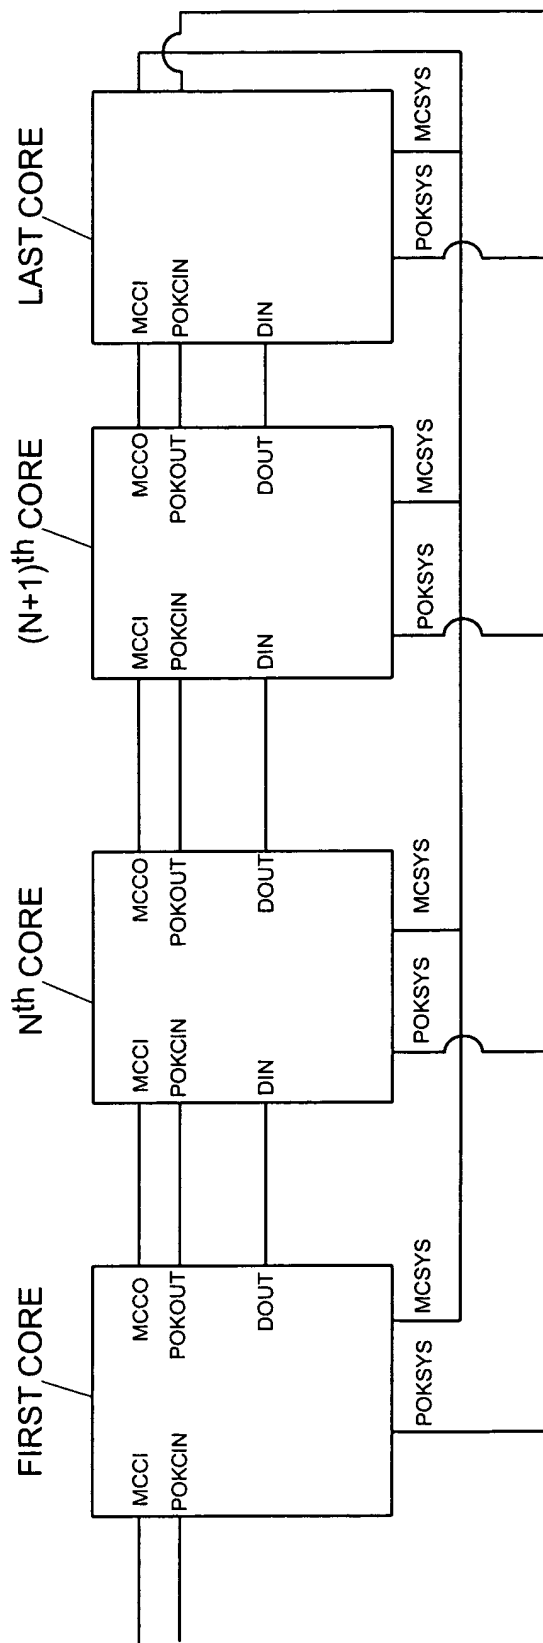 FIRST CORE
MCCI
POKCIN
MCCO
POKOUT
DOUT
POKSYS
MCSYS
Nth CORE
MCCI
POKCIN
DIN
MCCO
POKOUT
DOUT
POKSYS
MCSYS
(N+1)th CORE
MCCI
POKCIN
DIN
MCCO
POKOUT
DOUT
POKSYS
MCSYS
LAST CORE
MCCI
POKCIN
DIN
POKSYS
MCSYS